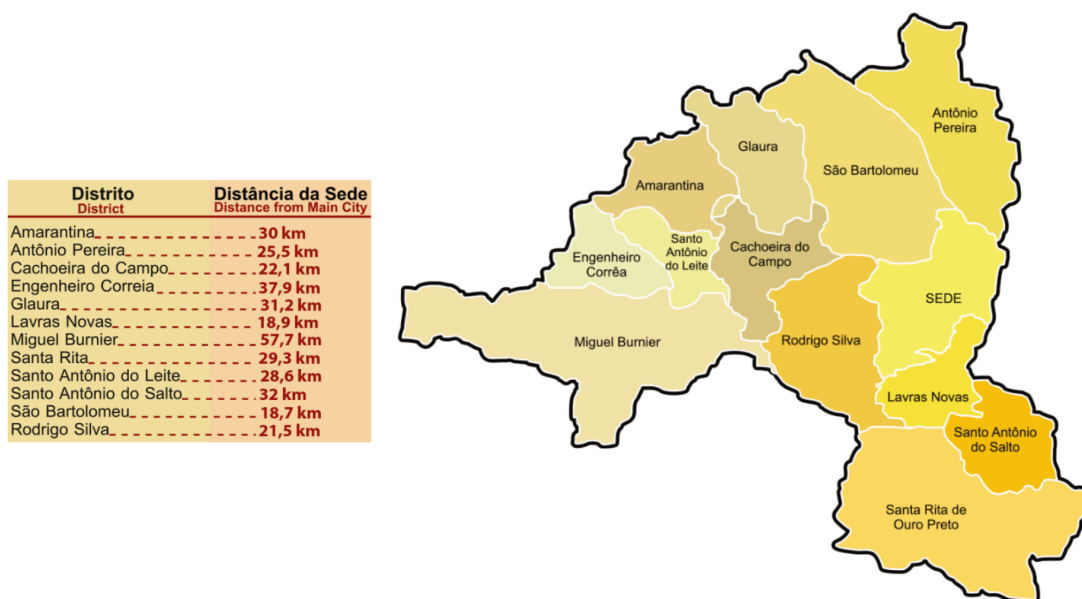 Distrito Distância da Sede
District Distance from Main City
Amarantina 30 km
Antônio Pereira 25,5 km
Cachoeira do Campo 22,1 km
Engenheiro Correia 37,9 km
Glaura 31,2 km
Lavras Novas 18,9 km
Miguel Burnier 57,7 km
Santa Rita 29,3 km
Santo Antônio do Leite 28,6 km
Santo Antônio do Salto 32 km
São Bartolomeu 18,7 km
Rodrigo Silva 21,5 km
Antônio
Pereira
Glaura
São Bartolomeu
Amarantina
Santo
Antônio
do Leite
Cachoeira do
Campo
Engenheiro
Corrêa
SEDE
Miguel Burnier
Rodrigo Silva
Lavras Novas
Santo Antônio
do Salto
Santa Rita de
Ouro Preto